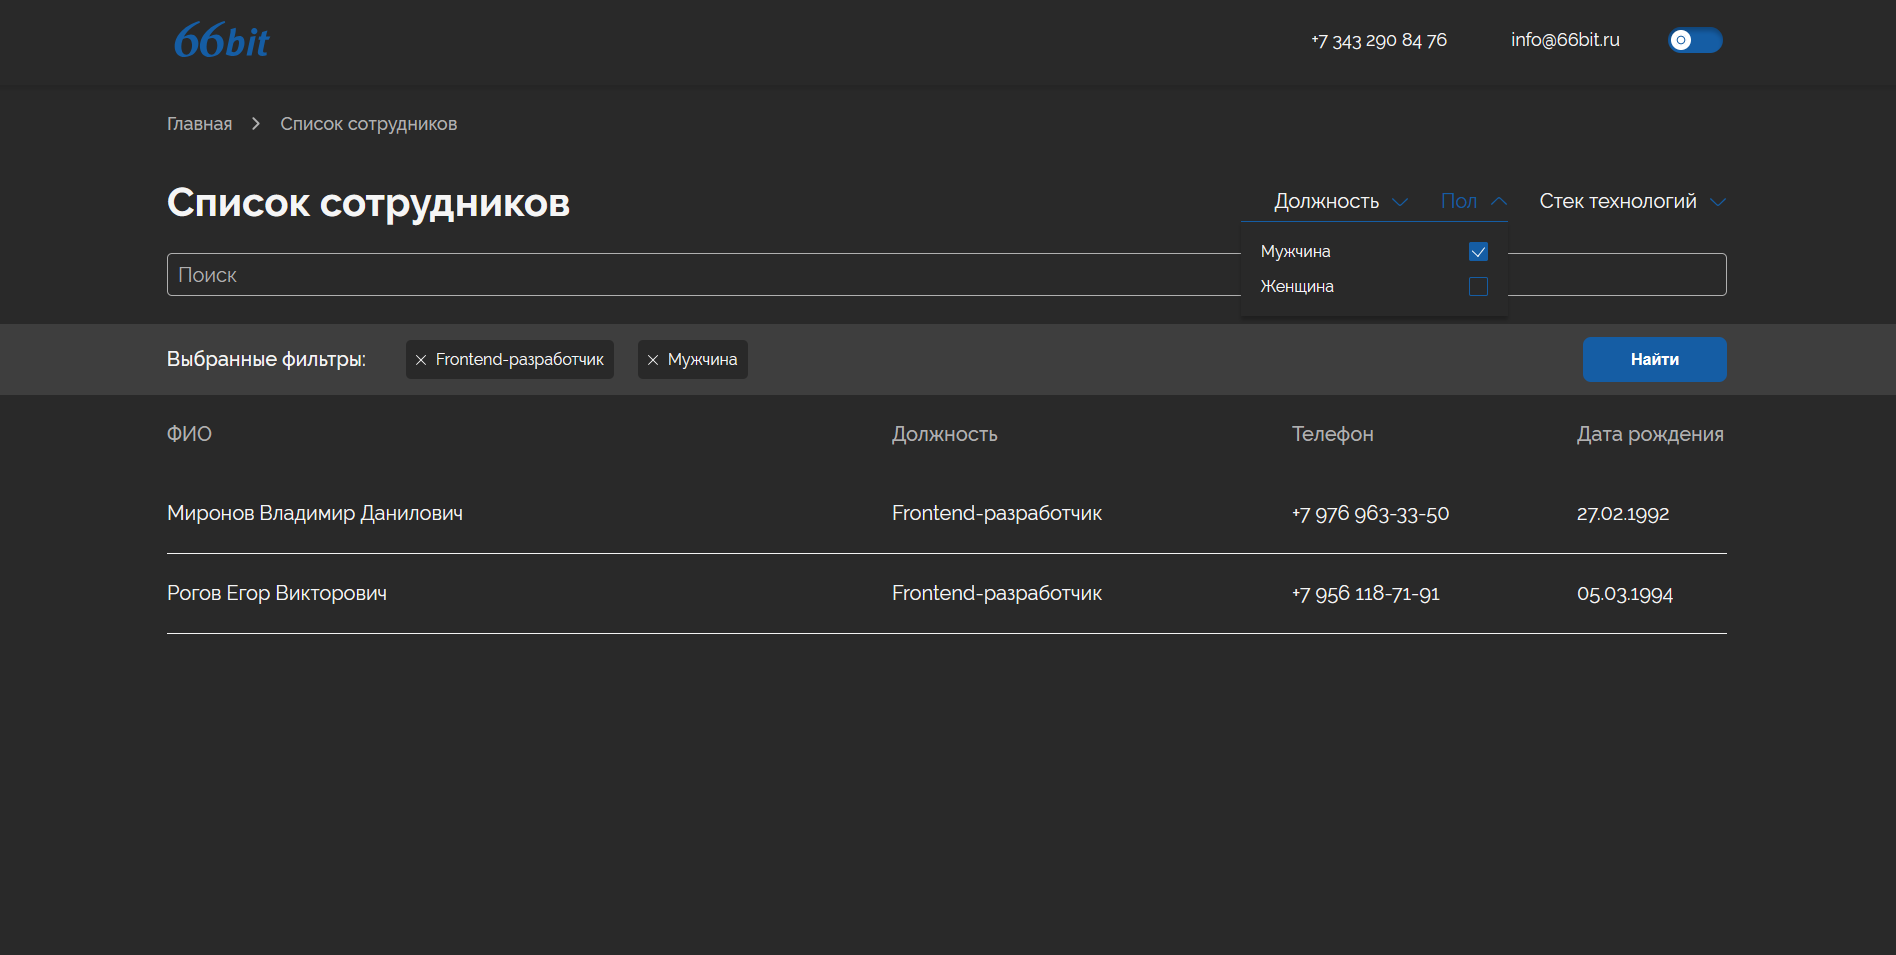 66bit
+7 343 290 84 76
info@66bit.ru
Главная
Список сотрудников
Список сотрудников
Должность
Пол
Стек технологий
Поиск
Мужчина
Женщина
Выбранные фильтры:
Frontend-разработчик
Мужчина
Найти
ФИО
Должность
Телефон
Дата рождения
Миронов Владимир Данилович
Frontend-разработчик
+7 976 963-33-50
27.02.1992
Рогов Егор Викторович
Frontend-разработчик
+7 956 118-71-91
05.03.1994